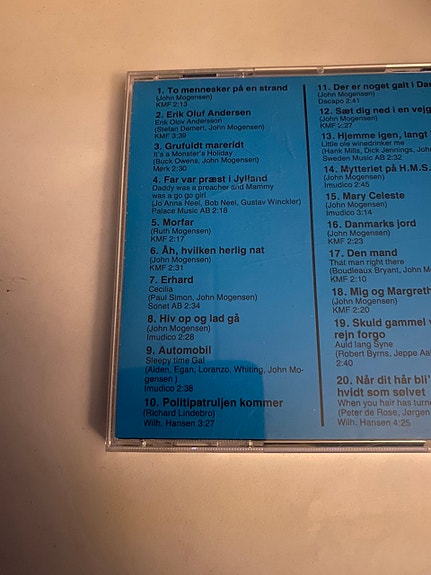 1. To mennesker på en strand
(John Mogensen)
KMF 2:13
2. Erik Oluf Andersen
Erik Olov Andersson
(Stefan Demert, John Mogensen)
KMF 3:39
3. Grufuldt mareridt
It's a Monster's Holiday
(Buck Owens, John Mogensen)
Mørk 2:30
4. Far var præst i Jylland
Daddy was a preacher and Mammy
was a go go girl
(Jo Anna Neel, Bob Neel, Gustav Winckler)
Palace Music AB 2:18
5. Morfar
(Ruth Mogensen)
KMF 2:17
6. Åh, hvilken herlig nat
(John Mogensen)
KMF 2:31
7. Erhard
Cecilia
(Paul Simon, John Mogensen)
Sonet AB 2:34
8. Hiv op og lad gå
(John Mogensen)
Imudico 2:28
9. Automobil
Sleepy time Gal
(Alden, Egan, Loranzo, Whiting, John Mo-
gensen )
Imudico 2:38
10. Politipatruljen kommer
(Richard Lindebro)
Wilh. Hansen 3:27
11. Der er noget galt i
(John Mogensen)
Dacapo 2:41
12. Sæt dig ned i en
(John Mogensen)
KMF 2:27
13. Hjemme igen, langt
Little ole winedrinker me
(Hank Mills, Dick Jennings, John
Sweden Music AB 2:32
14. Mytteriet på H.M.S.
Imudico 2:45
15. Mary Celeste
(John Mogensen)
Imudico 3:14
16. Danmarks jord
(John Mogensen)
KMF 2:23
17. Den mand
That man right there
(Boudleaux Bryant, John
KMF 2:10
18. Mig og
(John Mogensen)
KMF 2:20
19. Skuld gammel
rejn forgo
Auld lang Syne
(Robert Byrns, Jeppe
2:40
20. Når dit hår bli'
hvidt som sølvet
When you hair has
(Peter de Rose, Jørgen
Wilh. Hansen 4:25